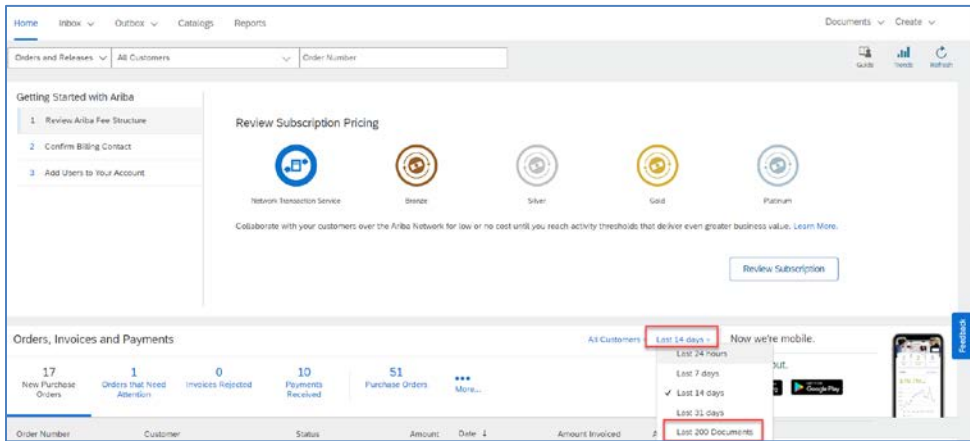 Home Inbox Outbox Catalogs Reports Documents Create
Orders and Releases All Customers Order Number Guide Trends Refresh
Getting Started with Ariba
1 Review Ariba Fee Structure
2 Confirm Billing Contact
3 Add Users to Your Account
Review Subscription Pricing
Network Transaction Service Bronze Silver Gold Platinum
Collaborate with your customers over the Ariba Network for low or no cost until you reach activity thresholds that deliver even greater business value. Learn More.
Review Subscription
Feedback
Orders, Invoices and Payments All Customers Last 14 days Now we're mobile.
17 New Purchase Orders
1 Orders that Need Attention
0 Invoices Rejected
10 Payments Received
51 Purchase Orders
More...
Last 24 hours
Last 7 days
✓ Last 14 days
Last 31 days
Last 200 Documents
out.
Google Play
Order Number Customer Status Amount Date ↓ Amount Invoiced A